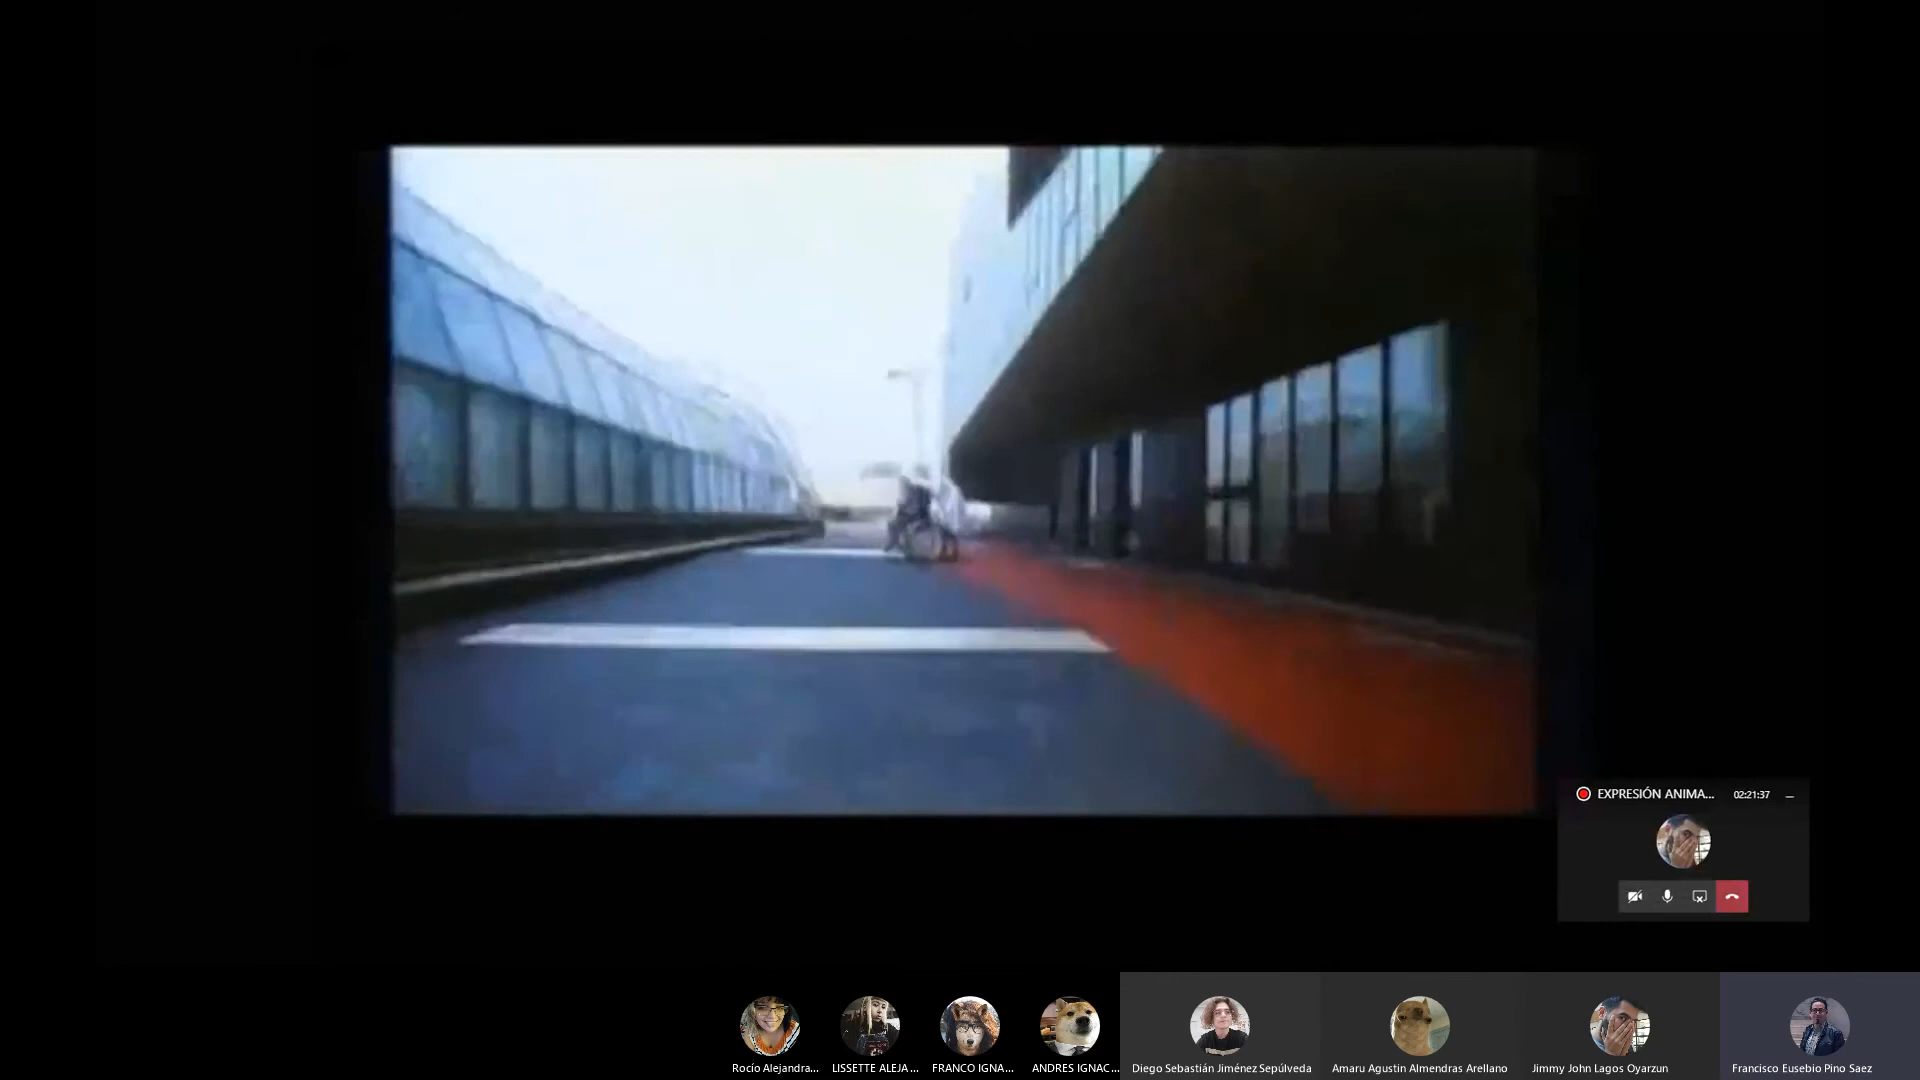 EXPRESIÓN ANIMA... 02:21:37
Rocío Alejandra...
LISSETTE ALEJA...
FRANCO IGNA...
ANDRES IGNAC...
Diego Sebastián Jiménez Sepúlveda
Amaru Agustin Almendras Arellano
Jimmy John Lagos Oyarzun
Francisco Eusebio Pino Saez